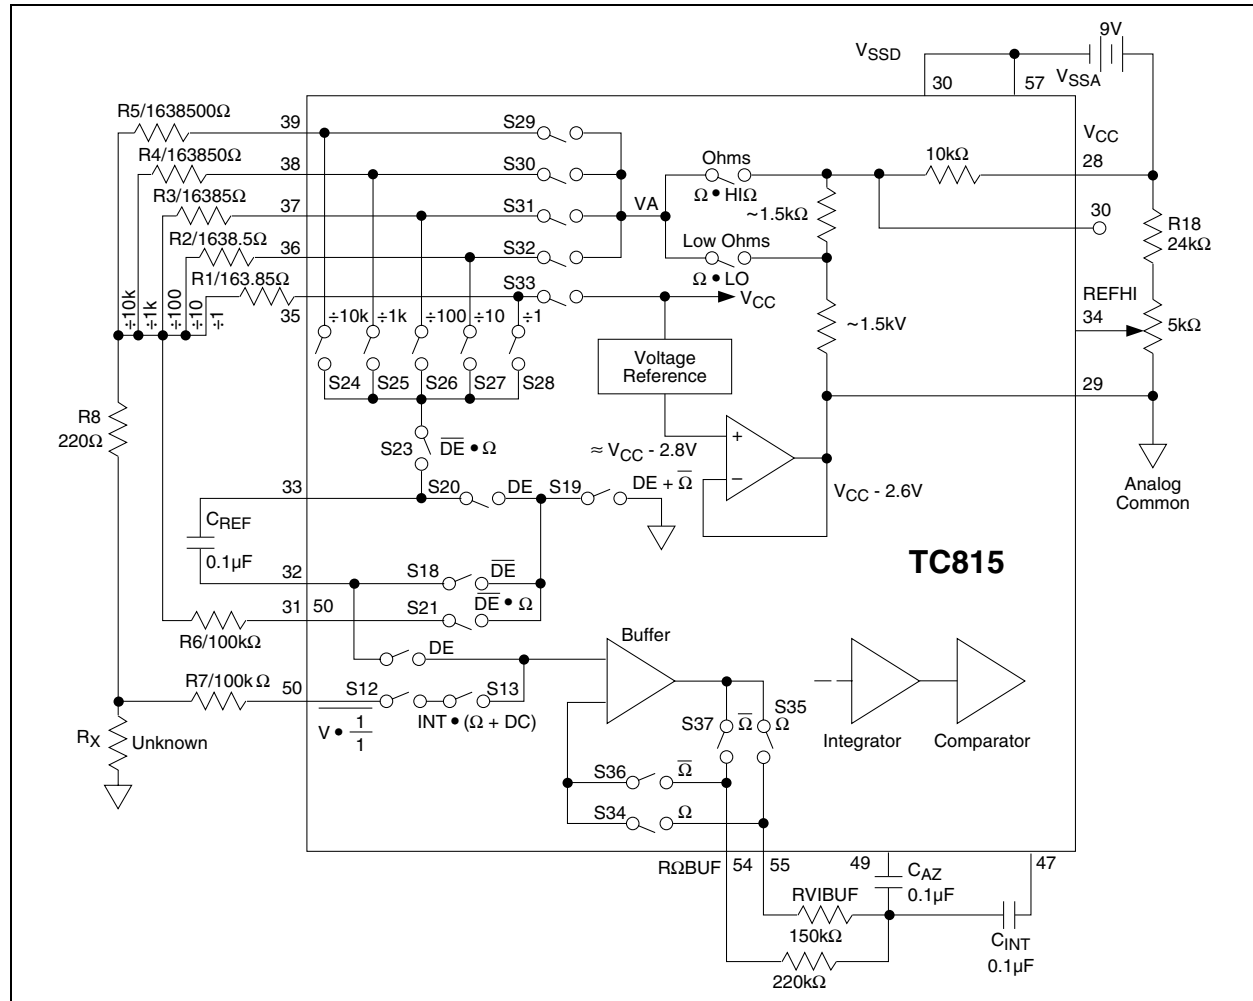 9V
VSSD
VSSA
30
57
R5/1638500Ω
39
S29
VCC
R4/163850Ω
38
S30
Ohms
10kΩ
28
Ω • HIΩ
R3/16385Ω
37
S31
VA
~1.5kΩ
30
R18
24kΩ
R2/1638.5Ω
36
S32
Low Ohms
Ω • LO
R1/163.85Ω
35
S33
VCC
REFHI
34
5kΩ
÷10k
÷1k
÷100
÷10
÷1
÷10k
÷1k
÷100
÷10
÷1
~1.5kV
Voltage
Reference
S24
S25
S26
S27
S28
29
R8
220Ω
S23
DE • Ω
+
−
≈ VCC - 2.8V
VCC - 2.6V
Analog
Common
33
S20
DE
S19
DE + Ω
CREF
0.1µF
TC815
32
S18
DE
31
50
S21
DE • Ω
R6/100kΩ
DE
Buffer
R7/100kΩ
50
S12
S13
V • 1/1
INT • (Ω + DC)
RX
Unknown
S37
Ω
S35
Ω
Integrator
Comparator
S36
Ω
S34
Ω
RΩBUF
54
55
49
47
CAZ
0.1µF
RVIBUF
150kΩ
CINT
0.1µF
220kΩ